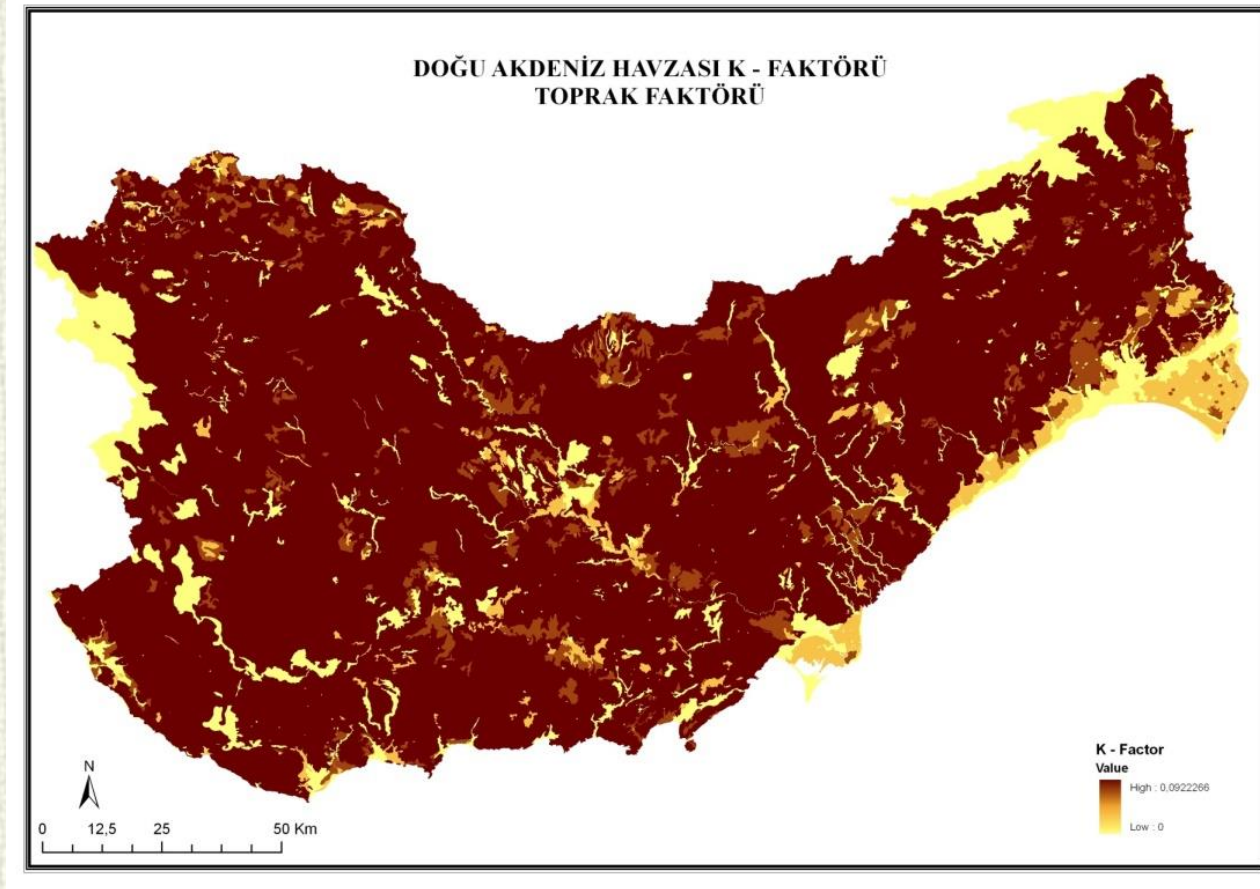 DOĞU AKDENİZ HAVZASI K - FAKTÖRÜ
TOPRAK FAKTÖRÜ
K - Factor
Value
High : 0,0922266
Low : 0
N
0 12,5 25 50 Km